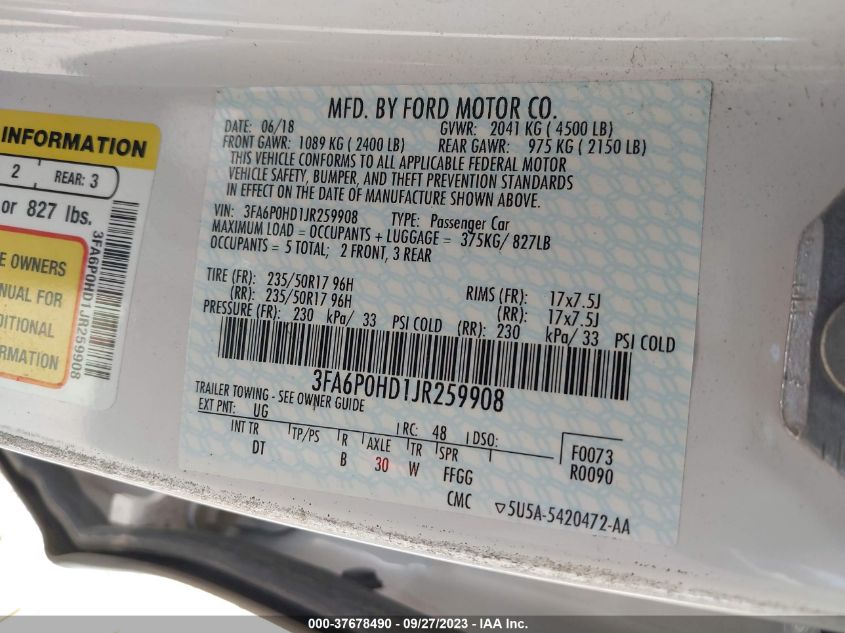 MFD. BY FORD MOTOR CO.
DATE: 06/18 GVWR: 2041 KG ( 4500 LB)
FRONT GAWR: 1089 KG ( 2400 LB) REAR GAWR: 975 KG ( 2150 LB)
THIS VEHICLE CONFORMS TO ALL APPLICABLE FEDERAL MOTOR
VEHICLE SAFETY, BUMPER, AND THEFT PREVENTION STANDARDS
IN EFFECT ON THE DATE OF MANUFACTURE SHOWN ABOVE.
VIN: 3FA6P0HD1JR259908 TYPE: Passenger Car
MAXIMUM LOAD = OCCUPANTS + LUGGAGE = 375KG/ 827LB
OCCUPANTS = 5 TOTAL; 2 FRONT, 3 REAR
TIRE (FR): 235/50R17 96H RIMS (FR): 17x7.5J
(RR): 235/50R17 96H (RR): 17x7.5J
PRESSURE (FR): 230 kPa/ 33 PSI COLD (RR): 230 kPa/ 33 PSI COLD
3FA6P0HD1JR259908
TRAILER TOWING - SEE OWNER GUIDE
EXT PNT: UG RC: 48 DSO:
INT TR TP/PS R AXLE TR SPR F0073
DT B 30 W FFGG R0090
CMC ▽5U5A-5420472-AA
INFORMATION
2 REAR: 3
or 827 lbs.
E OWNERS
NUAL FOR
DITIONAL
RMATION
3FA6P0HD1JR259908
000-37678490 - 09/27/2023 - IAA Inc.